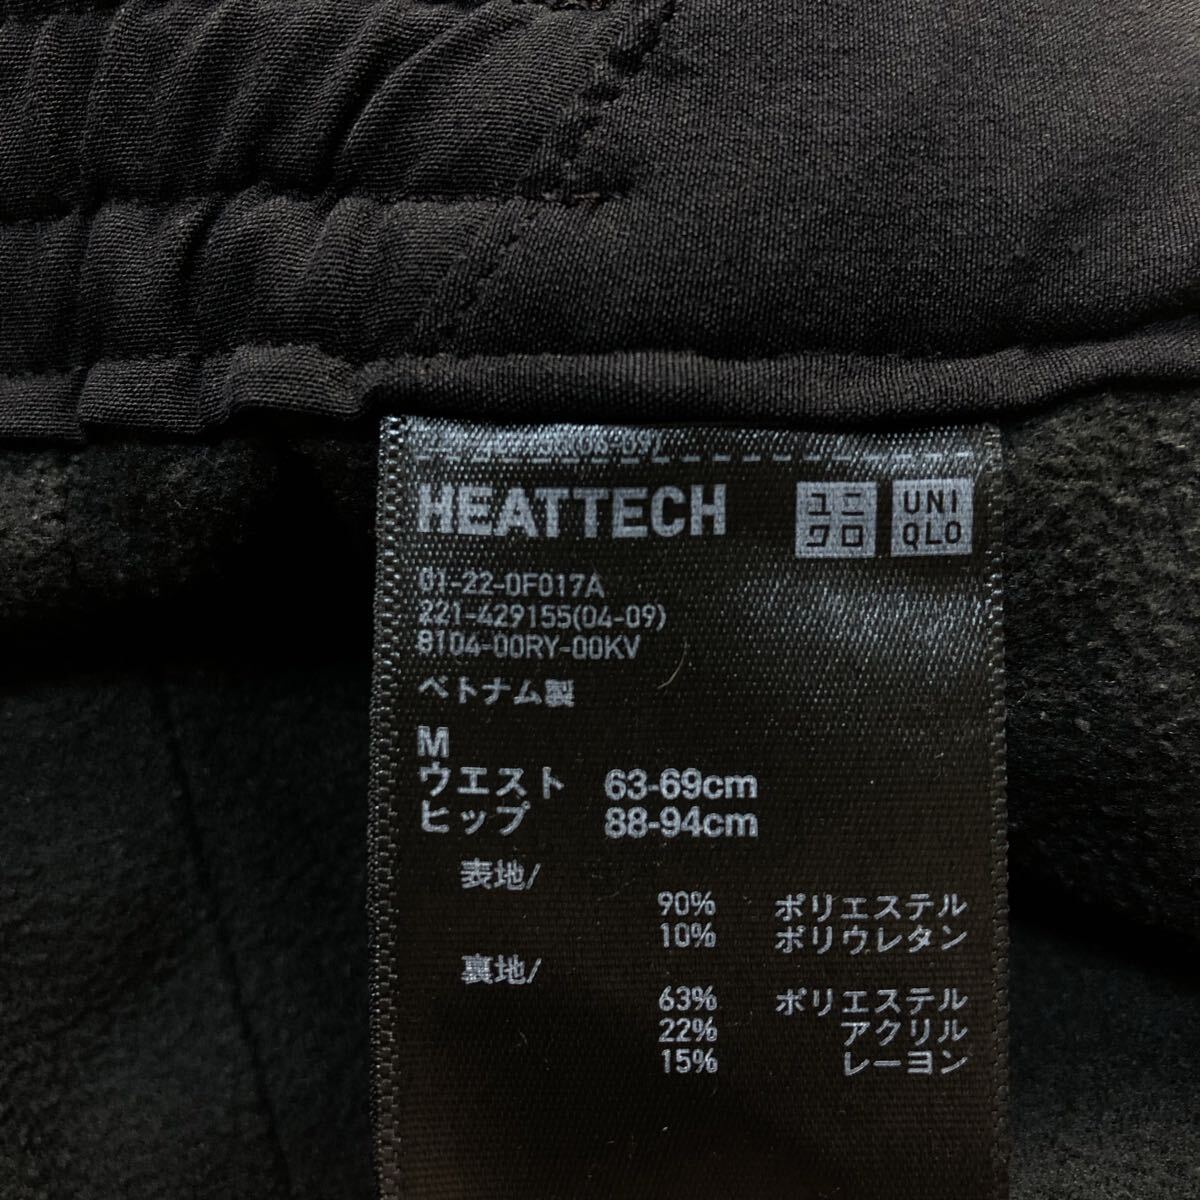 HEATTECH
ユニ
クロ
UNI
QLO
01-22-0F017A
221-429155(04-09)
8104-00RY-00KV
ベトナム製
M
ウエスト 63-69cm
ヒップ 88-94cm
表地/
90% ポリエステル
10% ポリウレタン
裏地/
63% ポリエステル
22% アクリル
15% レーヨン